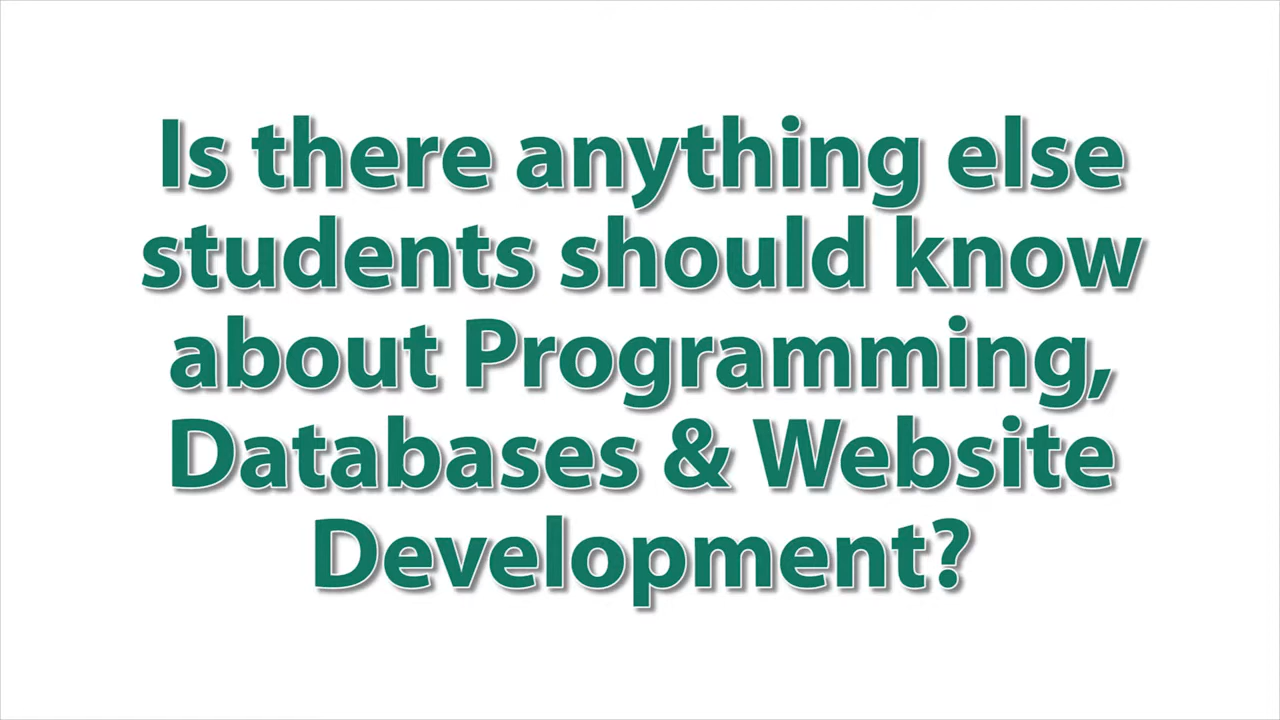 Is there anything else
students should know
about Programming,
Databases & Website
Development?